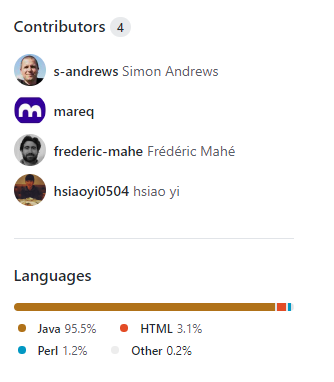 Contributors 4
s-andrews Simon Andrews
m
mareq
frederic-mahe Frédéric Mahé
hsiaoyi0504 hsiao yi
Languages
Java 95.5% HTML 3.1%
Perl 1.2% Other 0.2%